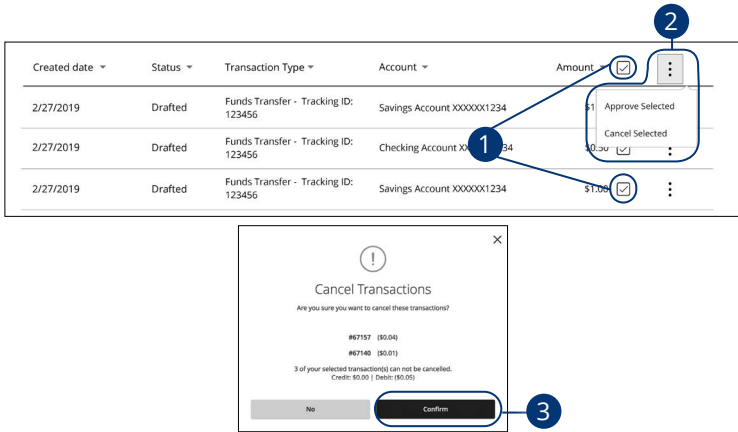 2
Created date Status Transaction Type Account Amount
Approve Selected
Cancel Selected
2/27/2019 Drafted Funds Transfer - Tracking ID:
123456 Savings Account XXXXXX1234 $1
2/27/2019 Drafted Funds Transfer - Tracking ID:
123456 Checking Account XX 34 $0.50
1
2/27/2019 Drafted Funds Transfer - Tracking ID:
123456 Savings Account XXXXXX1234 $1.00
!
Cancel Transactions
Are you sure you want to cancel these transactions?
#67157 ($0.04)
#67140 ($0.01)
3 of your selected transaction(s) can not be cancelled.
Credit: $0.00 | Debit: ($0.05)
No Confirm
3